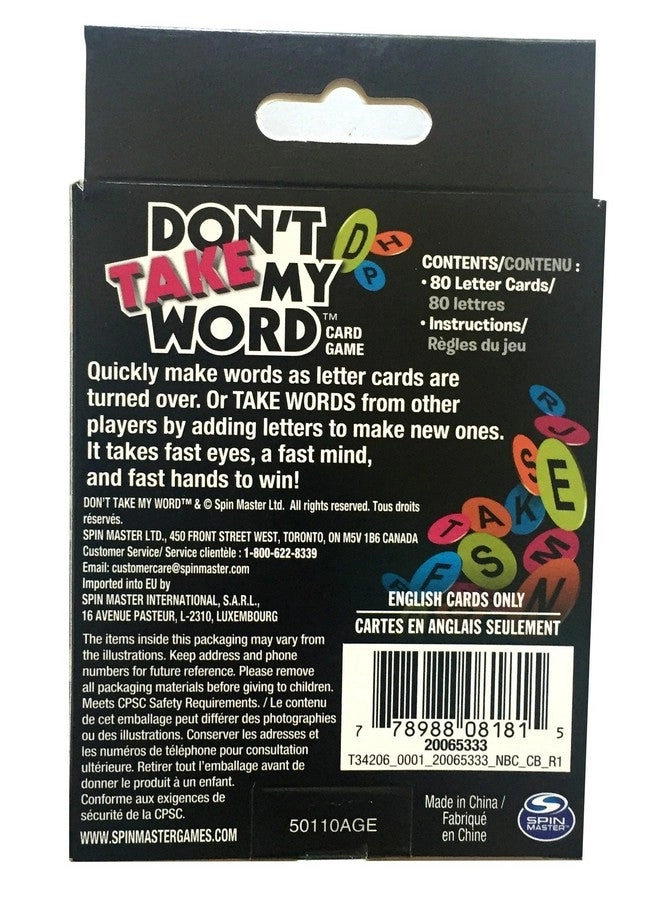 DON'T
TAKE MY
WORD™ CARD
GAME
D H
P
CONTENTS/CONTENU :
• 80 Letter Cards/
80 lettres
• Instructions/
Règles du jeu
Quickly make words as letter cards are
turned over. Or TAKE WORDS from other
players by adding letters to make new ones.
It takes fast eyes, a fast mind,
and fast hands to win!
R
J
S E
T A K
F S M
N
DON'T TAKE MY WORD™ & © Spin Master Ltd. All rights reserved. Tous droits
réservés.
SPIN MASTER LTD., 450 FRONT STREET WEST, TORONTO, ON M5V 1B6 CANADA
Customer Service/ Service clientèle : 1-800-622-8339
Email: customercare@spinmaster.com
Imported into EU by
SPIN MASTER INTERNATIONAL, S.A.R.L.,
16 AVENUE PASTEUR, L-2310, LUXEMBOURG
ENGLISH CARDS ONLY
CARTES EN ANGLAIS SEULEMENT
The items inside this packaging may vary from
the illustrations. Keep address and phone
numbers for future reference. Please remove
all packaging materials before giving to children.
Meets CPSC Safety Requirements. / Le contenu
de cet emballage peut différer des photographies
ou des illustrations. Conserver les adresses et
les numéros de téléphone pour consultation
ultérieure. Retirer tout l'emballage avant de
donner le produit à un enfant.
Conforme aux exigences de
sécurité de la CPSC.
WWW.SPINMASTERGAMES.COM
7 78988 08181 5
20065333
T34206_0001_20065333_NBC_CB_R1
50110AGE
Made in China /
Fabriqué
en Chine
SPIN
MASTER™